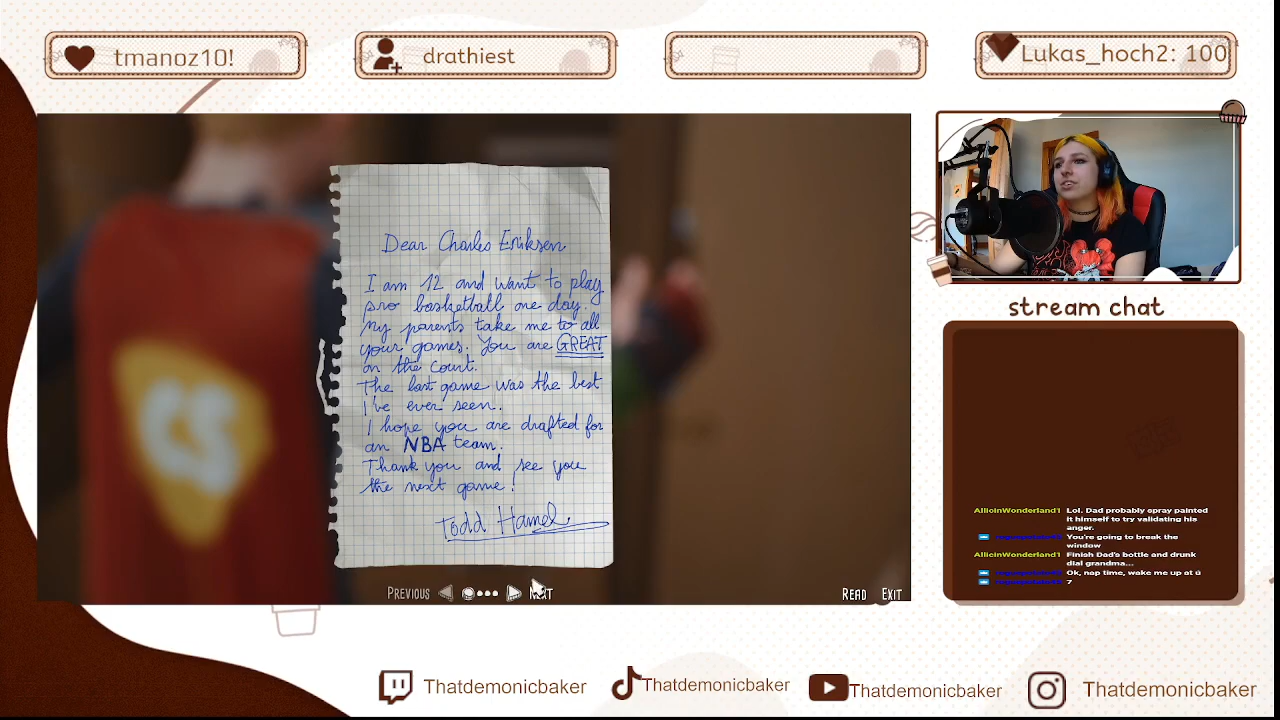 tmanoz10!
drathiest
Lukas_hoch2: 100
Dear Charles Eriksen
I am 12 and want to play
pro basketball one day.
My parents take me to all
your games. You are GREAT
on the court.
The last game was the best
I've ever seen.
I hope you are drafted for
an NBA team.
Thank you and see you
the next game!
Todd Hamel
PREVIOUS
NEXT
READ EXIT
stream chat
AllieinWonderland1 Lol. Dad probably spray painted
it himself to try validating his
anger.
You're going to break the
window
AllieinWonderland1 Finish Dad's bottle and drunk
dial grandma...
Ok, nap time, wake me up at ú
7
Thatdemonicbaker
Thatdemonicbaker
Thatdemonicbaker
Thatdemonicbaker